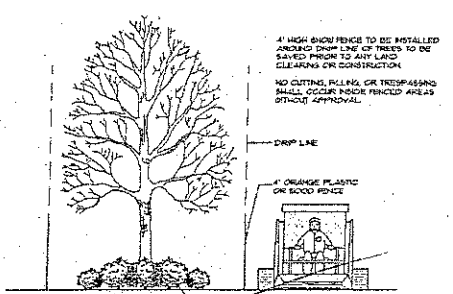 4' HIGH SNOW FENCE TO BE INSTALLED
AROUND DRIP LINE OF TREES TO BE
SAVED PRIOR TO ANY LAND
CLEARING OR CONSTRUCTION
NO CUTTING, FILLING, OR TRESPASSING
SHALL OCCUR INSIDE FENCED AREAS
WITHOUT APPROVAL.
DRIP LINE
4' ORANGE PLASTIC
OR WOOD FENCE